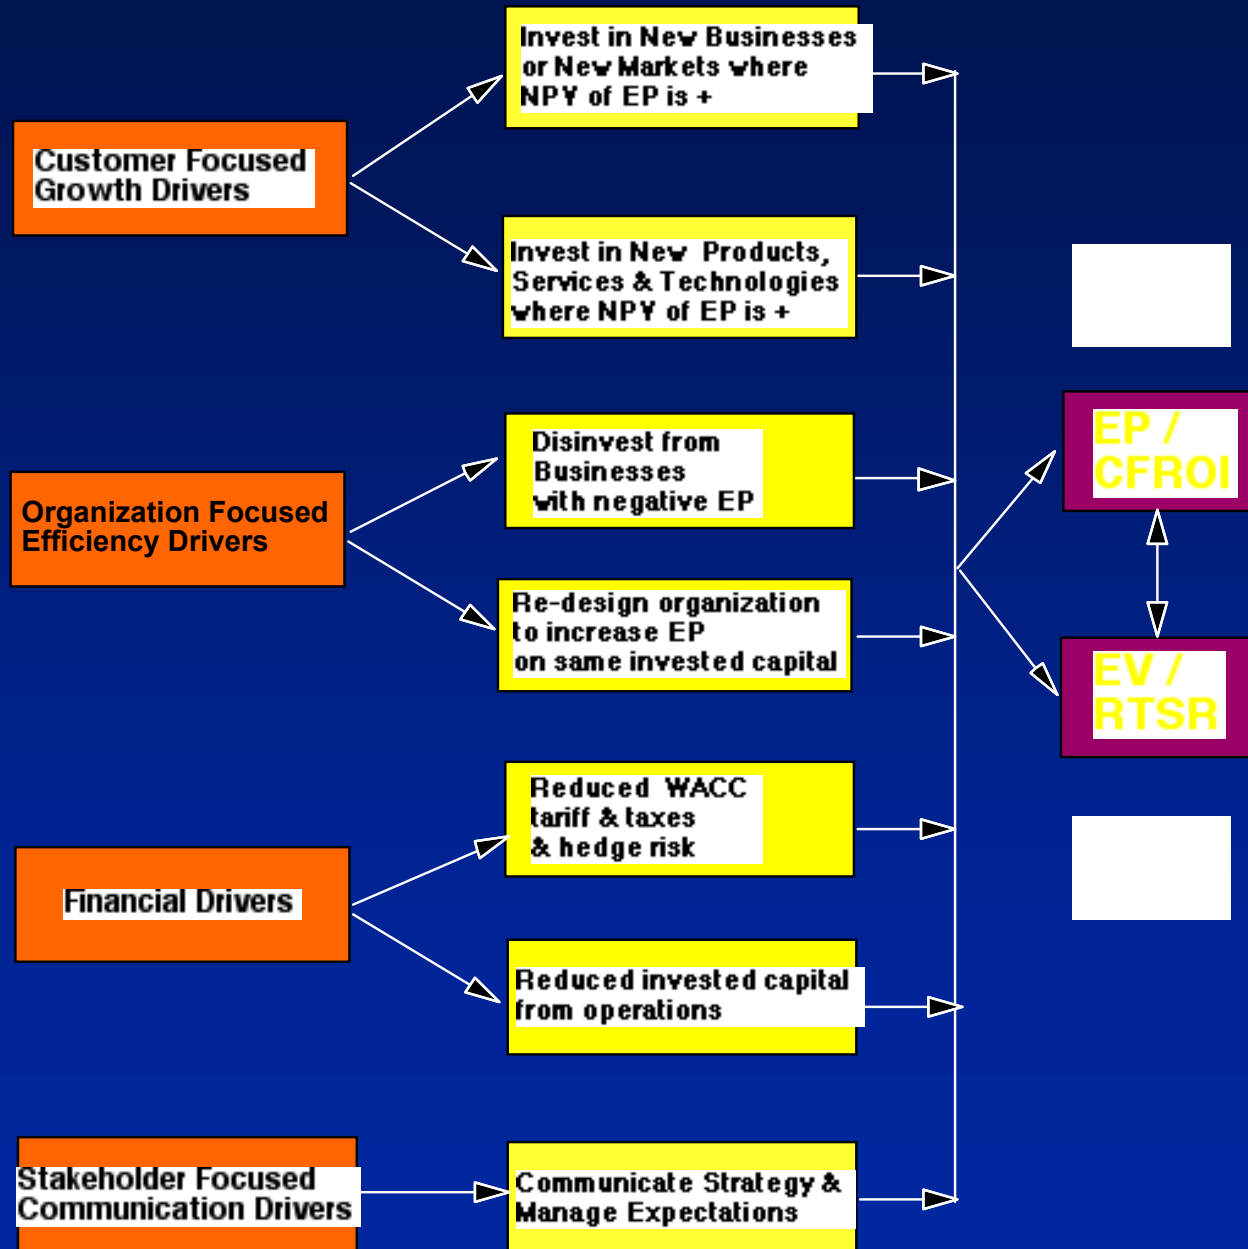 Invest in New Businesses
or New Markets where
NPV of EP is +
Customer Focused
Growth Drivers
Invest in New Products,
Services & Technologies
where NPV of EP is +
Disinvest from
Businesses
with negative EP
EP /
CFROI
Organization Focused
Efficiency Drivers
Re-design organization
to increase EP
on same invested capital
EV /
RTSR
Reduced WACC
tariff & taxes
& hedge risk
Financial Drivers
Reduced invested capital
from operations
Stakeholder Focused
Communication Drivers
Communicate Strategy &
Manage Expectations